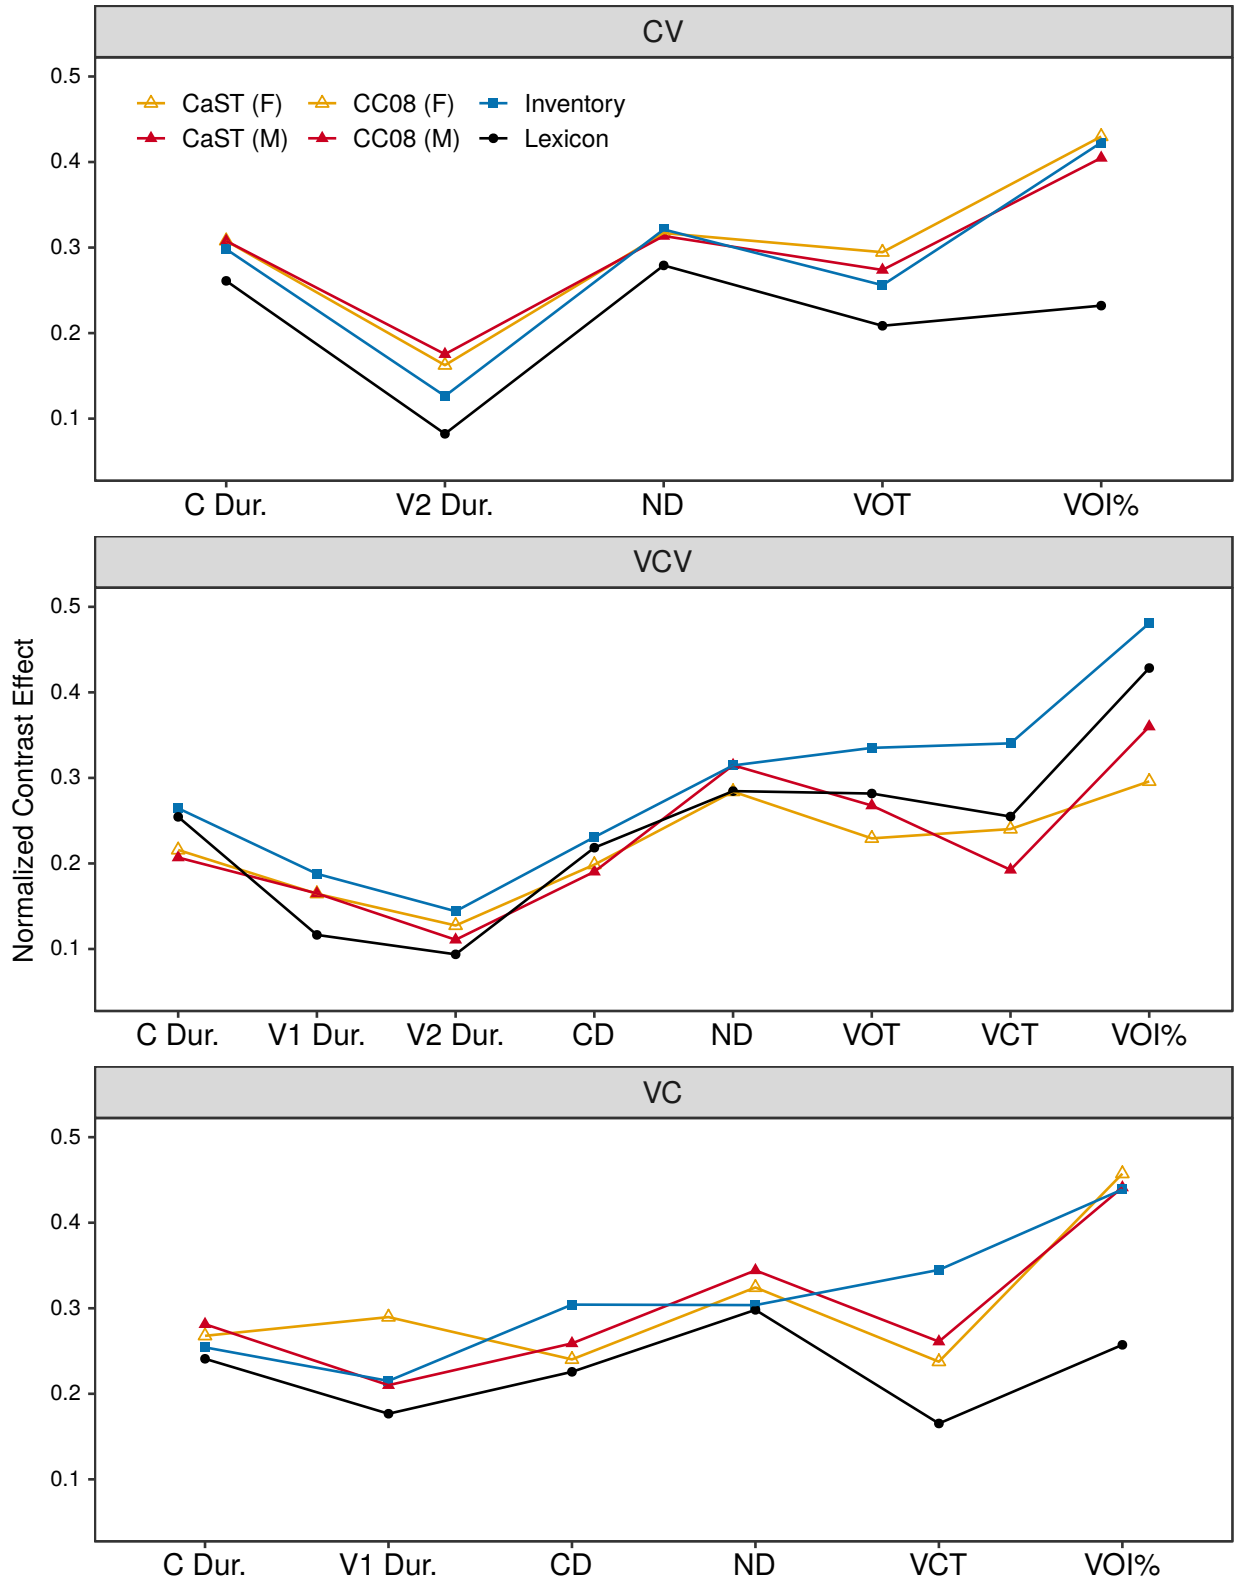 CV
0.5
0.4
0.3
0.2
0.1
CaST (F) CC08 (F) Inventory
CaST (M) CC08 (M) Lexicon
C Dur. V2 Dur. ND VOT VOI%
Normalized Contrast Effect
VCV
0.5
0.4
0.3
0.2
0.1
C Dur. V1 Dur. V2 Dur. CD ND VOT VCT VOI%
VC
0.5
0.4
0.3
0.2
0.1
C Dur. V1 Dur. CD ND VCT VOI%